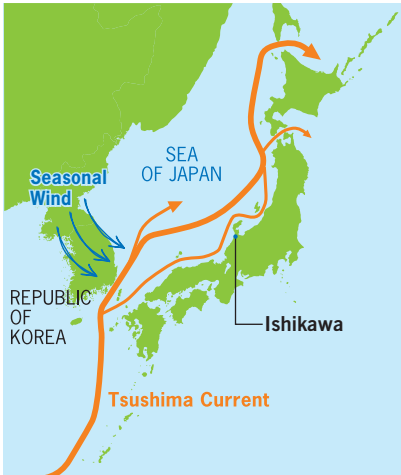 SEA
OF JAPAN
Seasonal
Wind
REPUBLIC
OF
KOREA
Ishikawa
Tsushima Current